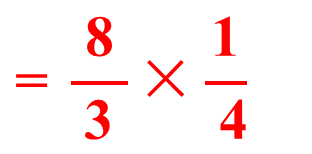 = 8/3 × 1/4